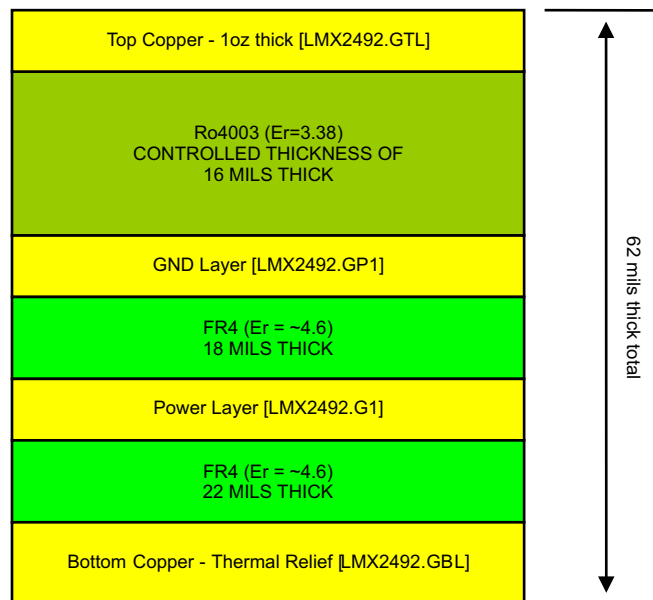 Top Copper - 1oz thick [LMX2492.GTL]
Ro4003 (Er=3.38)
CONTROLLED THICKNESS OF
16 MILS THICK
GND Layer [LMX2492.GP1]
FR4 (Er = ~4.6)
18 MILS THICK
Power Layer [LMX2492.G1]
FR4 (Er = ~4.6)
22 MILS THICK
Bottom Copper - Thermal Relief [LMX2492.GBL]
62 mils thick total